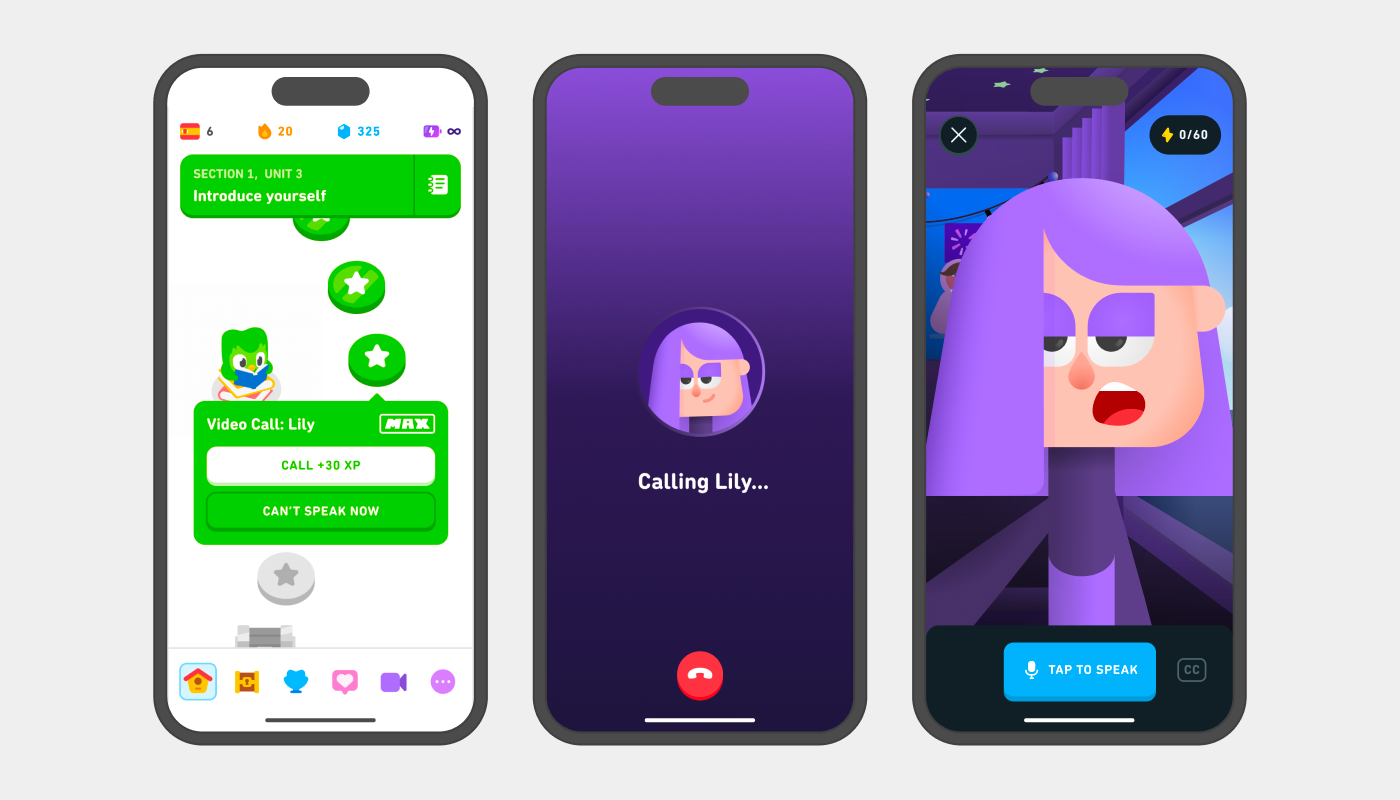 6 20 325 ∞
SECTION 1, UNIT 3
Introduce yourself
Video Call: Lily MAX
CALL +30 XP
CAN'T SPEAK NOW
Calling Lily...
0/60
TAP TO SPEAK CC